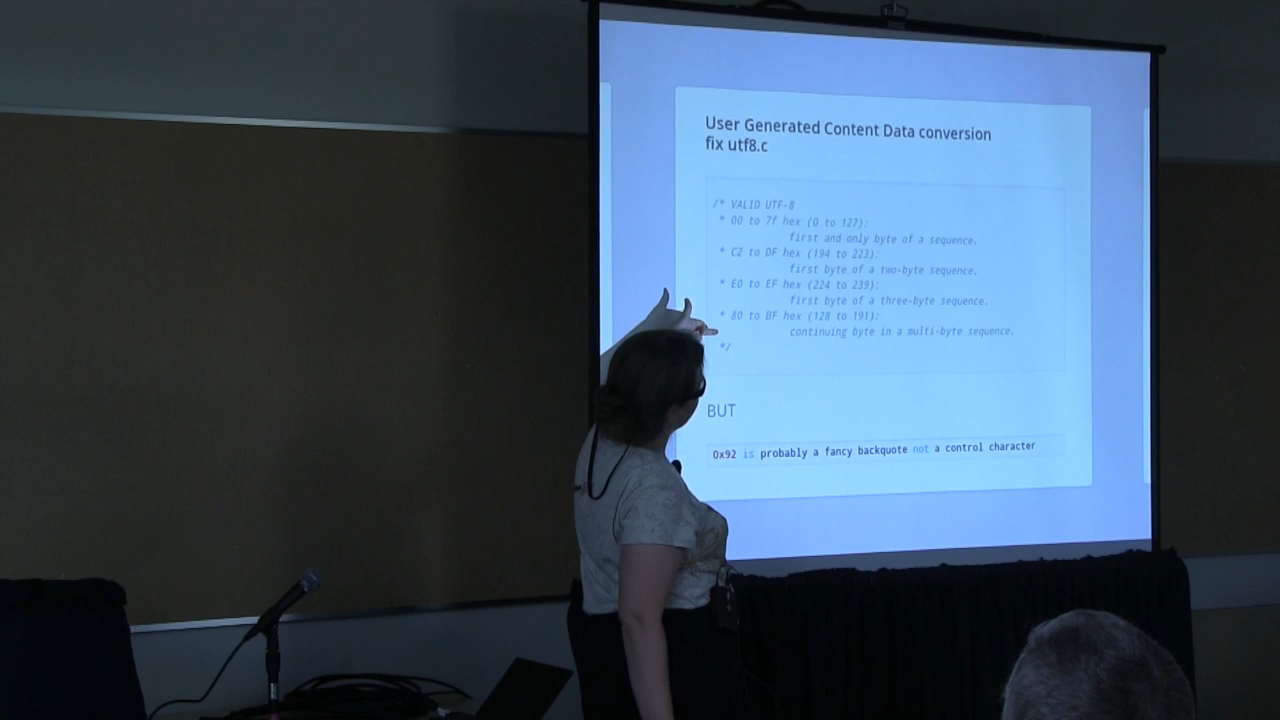 User Generated Content Data conversion
fix utf8.c
/* VALID UTF-8
* 00 to 7f hex (0 to 127):
first and only byte of a sequence.
* C2 to DF hex (194 to 223):
first byte of a two-byte sequence.
* E0 to EF hex (224 to 239):
first byte of a three-byte sequence.
* 80 to BF hex (128 to 191):
continuing byte in a multi-byte sequence.
*/
BUT
0x92 is probably a fancy backquote not a control character